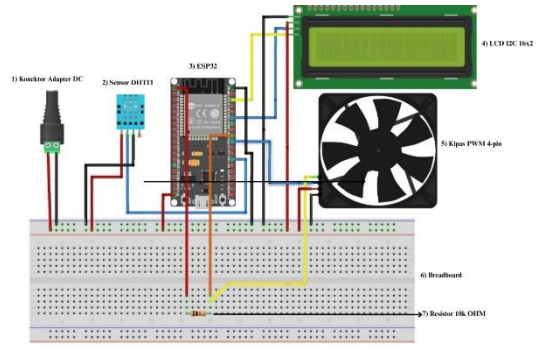 1) Konektor Adapter DC
2) Sensor DHT11
3) ESP32
4) LCD I2C 16x2
5) Kipas PWM 4-pin
6) Breadboard
7) Resistor 10k OHM